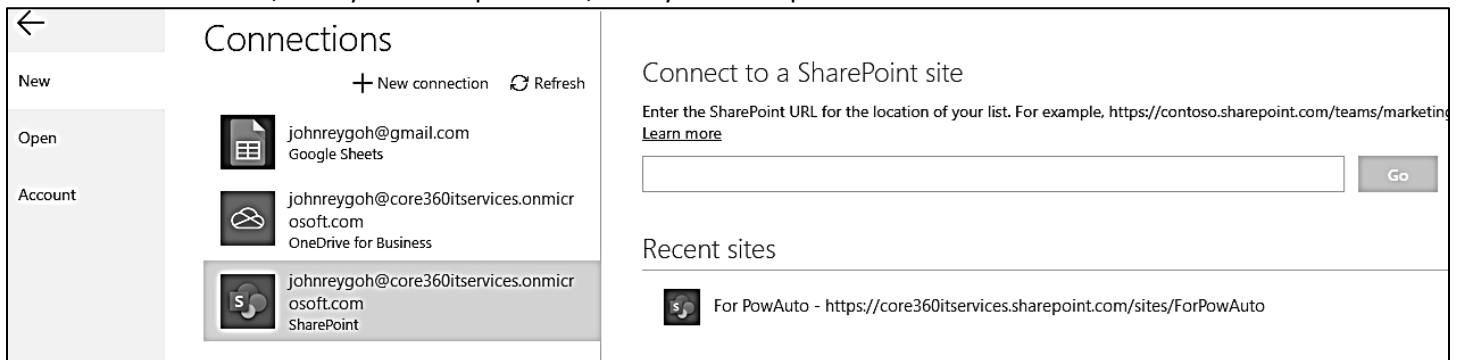 New
Open
Account
Connections
+ New connection Refresh
johnreygoh@gmail.com
Google Sheets
johnreygoh@core360itservices.onmicr
osoft.com
OneDrive for Business
johnreygoh@core360itservices.onmicr
osoft.com
SharePoint
Connect to a SharePoint site
Enter the SharePoint URL for the location of your list. For example, https://contoso.sharepoint.com/teams/marketing
Learn more
Go
Recent sites
For PowAuto - https://core360itservices.sharepoint.com/sites/ForPowAuto